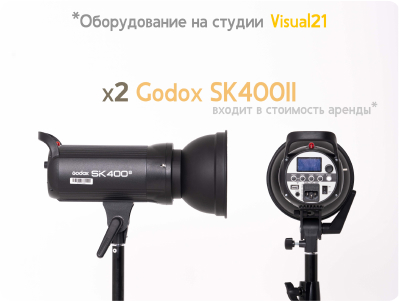 *Оборудование на студии Visual21
x2 Godox SK400II
входит в стоимость аренды*
Godox SK400II